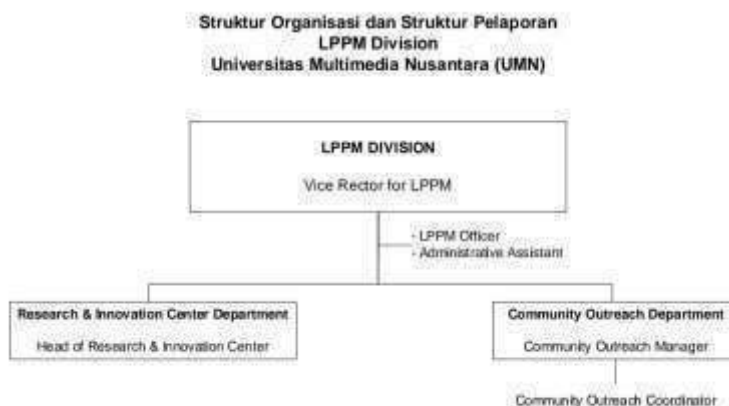 Struktur Organisasi dan Struktur Pelaporan
LPPM Division
Universitas Multimedia Nusantara (UMN)
LPPM DIVISION
Vice Rector for LPPM
- LPPM Officer
- Administrative Assistant
Research & Innovation Center Department
Head of Research & Innovation Center
Community Outreach Department
Community Outreach Manager
Community Outreach Coordinator